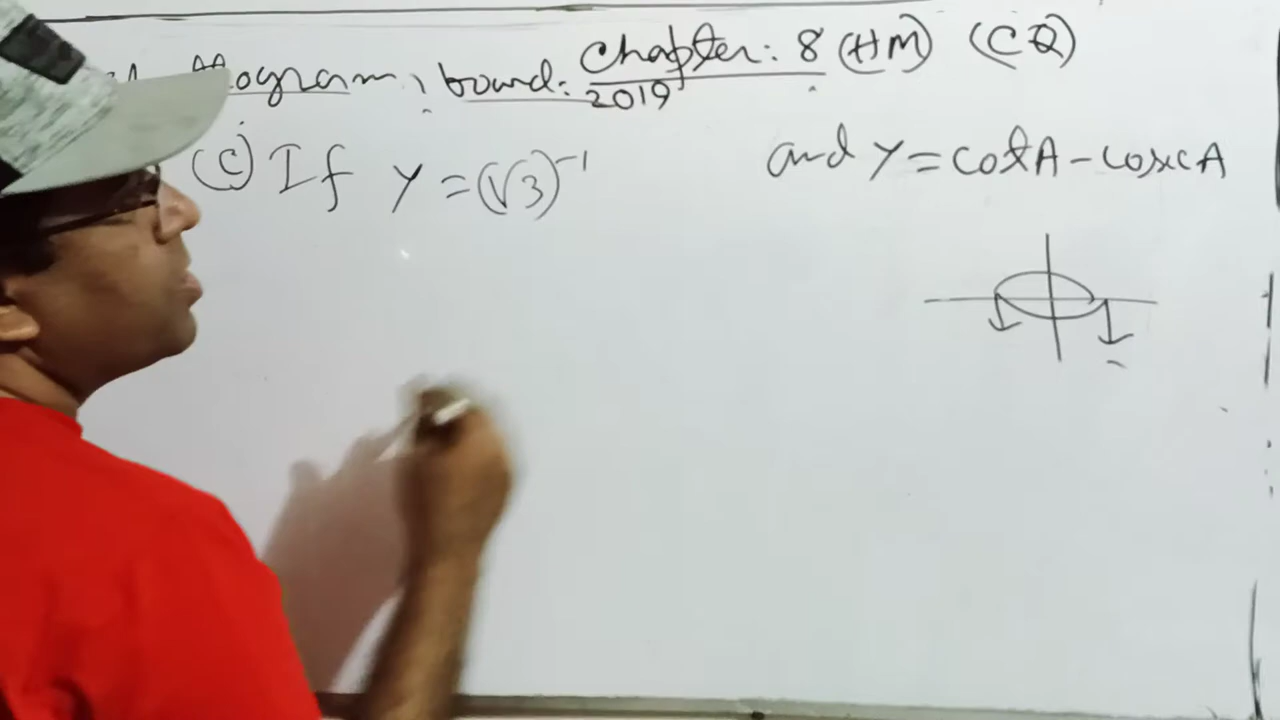 Chapter: 8 (HM) (CQ)
board: 2019
(c) If y = (√3)⁻¹ and y = cotA - cosecA